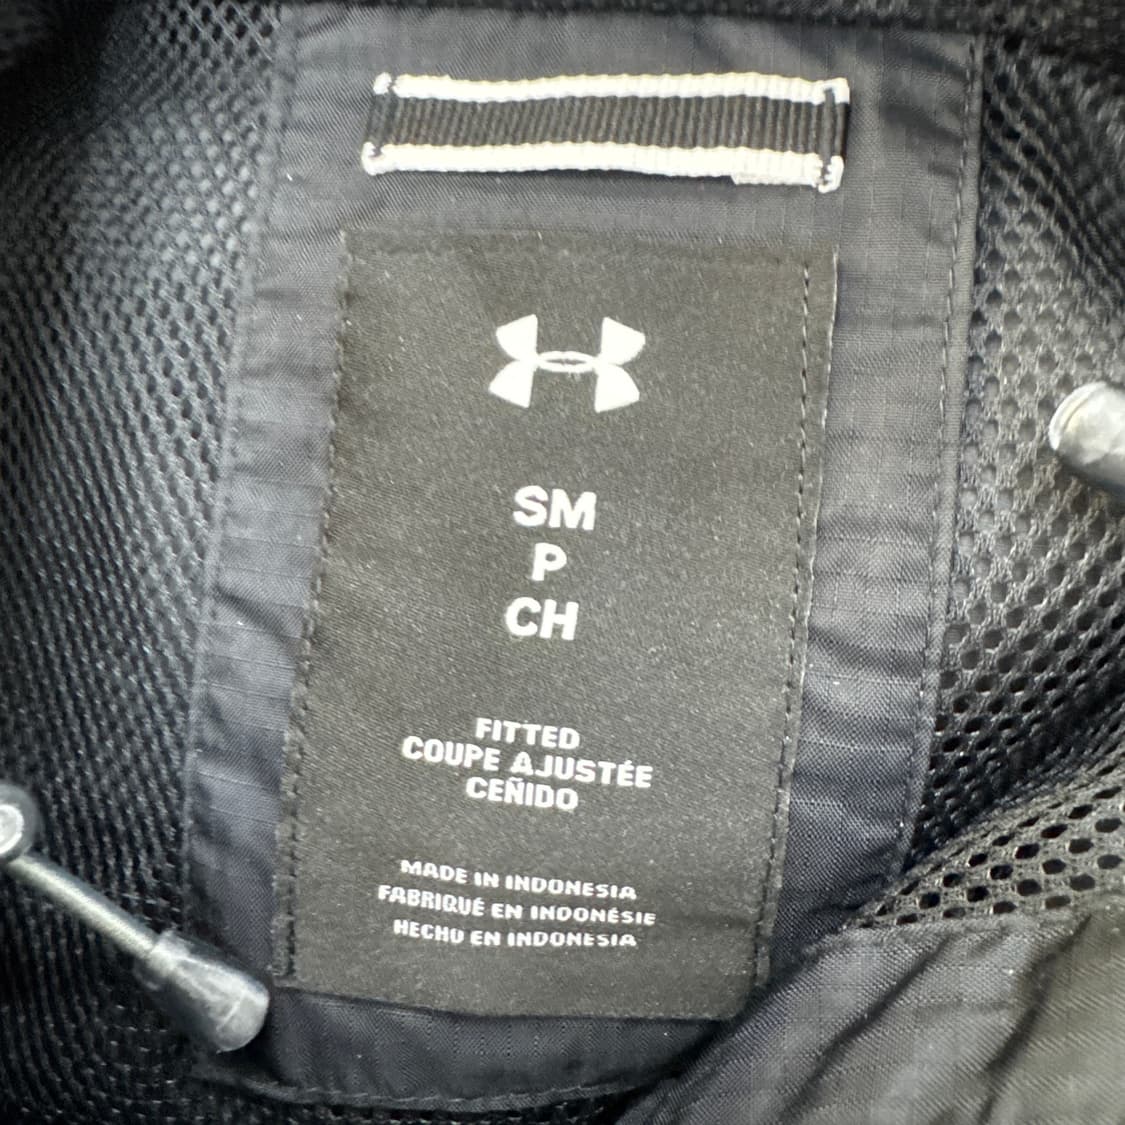 SM
P
CH
FITTED
COUPE AJUSTÉE
CEÑIDO
MADE IN INDONESIA
FABRIQUÉ EN INDONÉSIE
HECHO EN INDONESIA